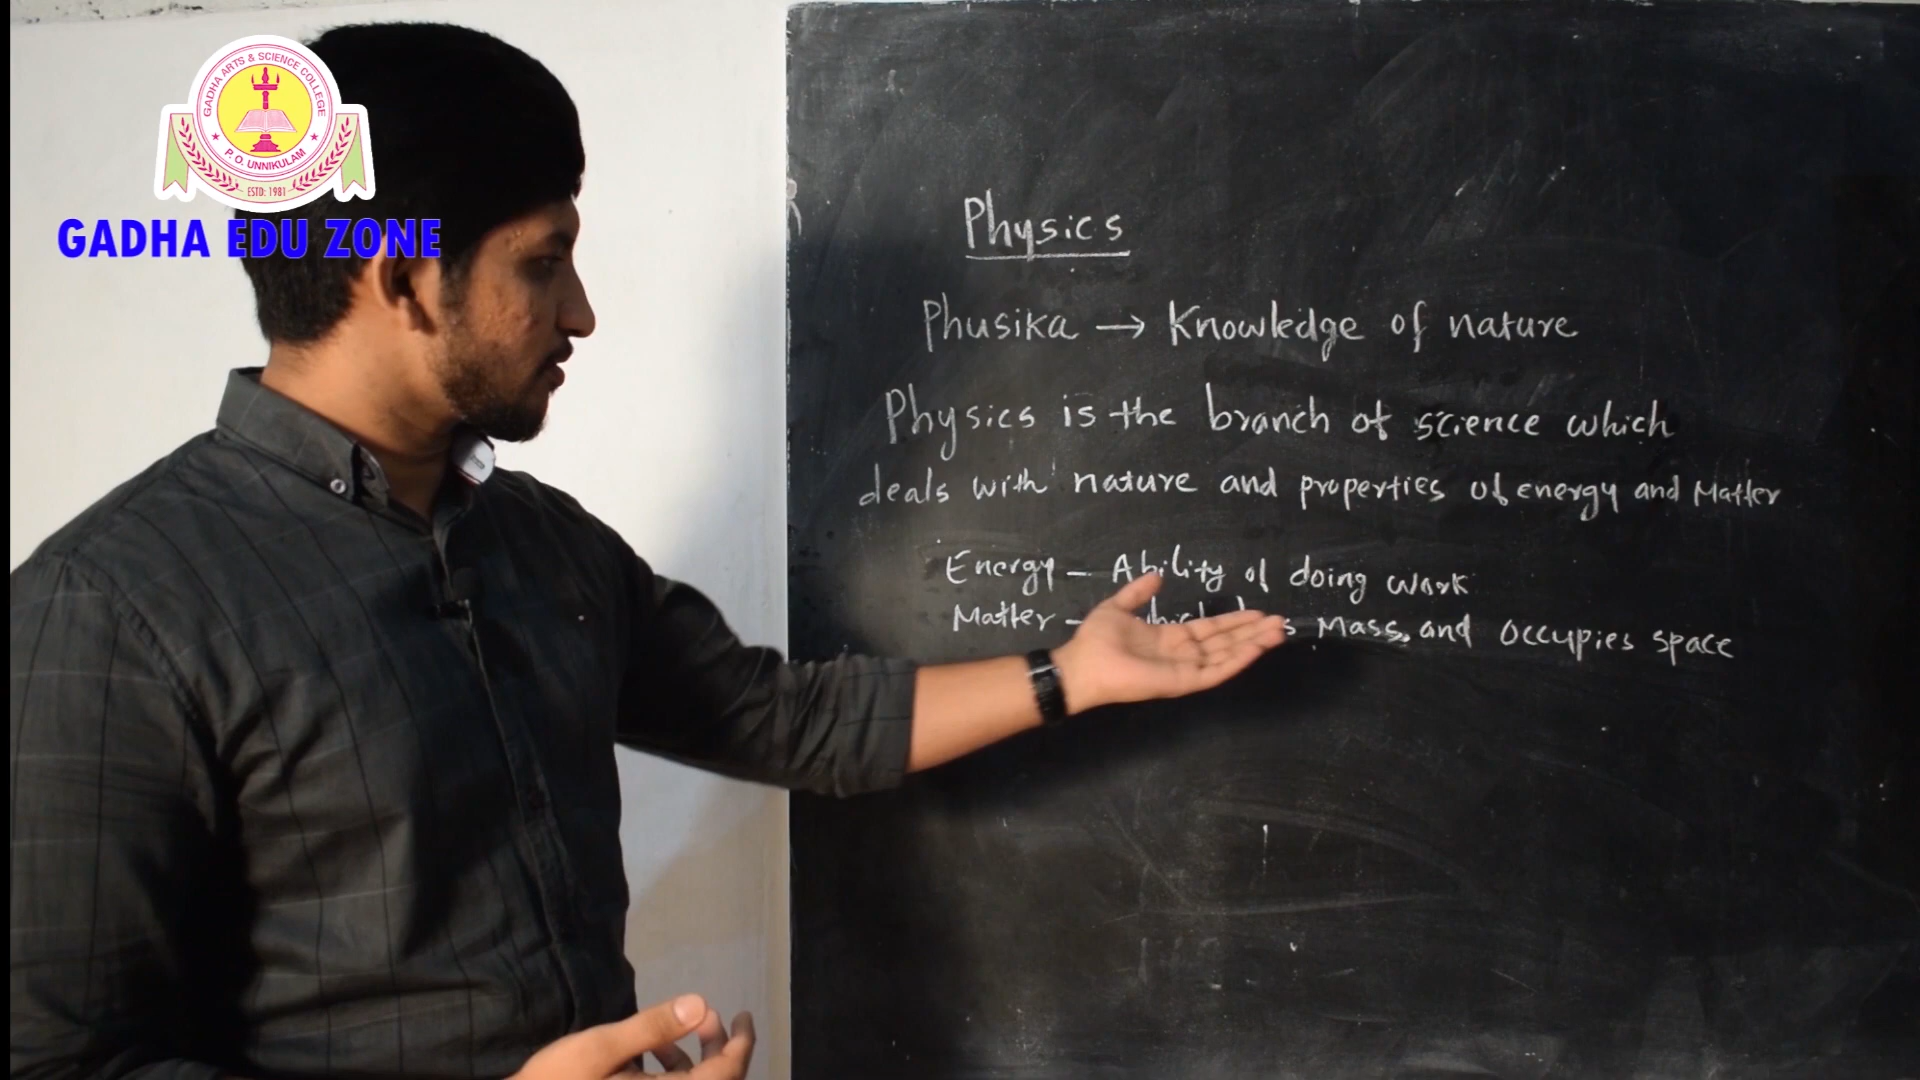 GADHA ARTS & SCIENCE COLLEGE
P. O. UNNIKULAM
ESTD: 1981
GADHA EDU ZONE
Physics
Phusika → Knowledge of nature
Physics is the branch of science which
deals with nature and properties of energy and Matter
Energy - Ability of doing work
Matter - Mass, and occupies space